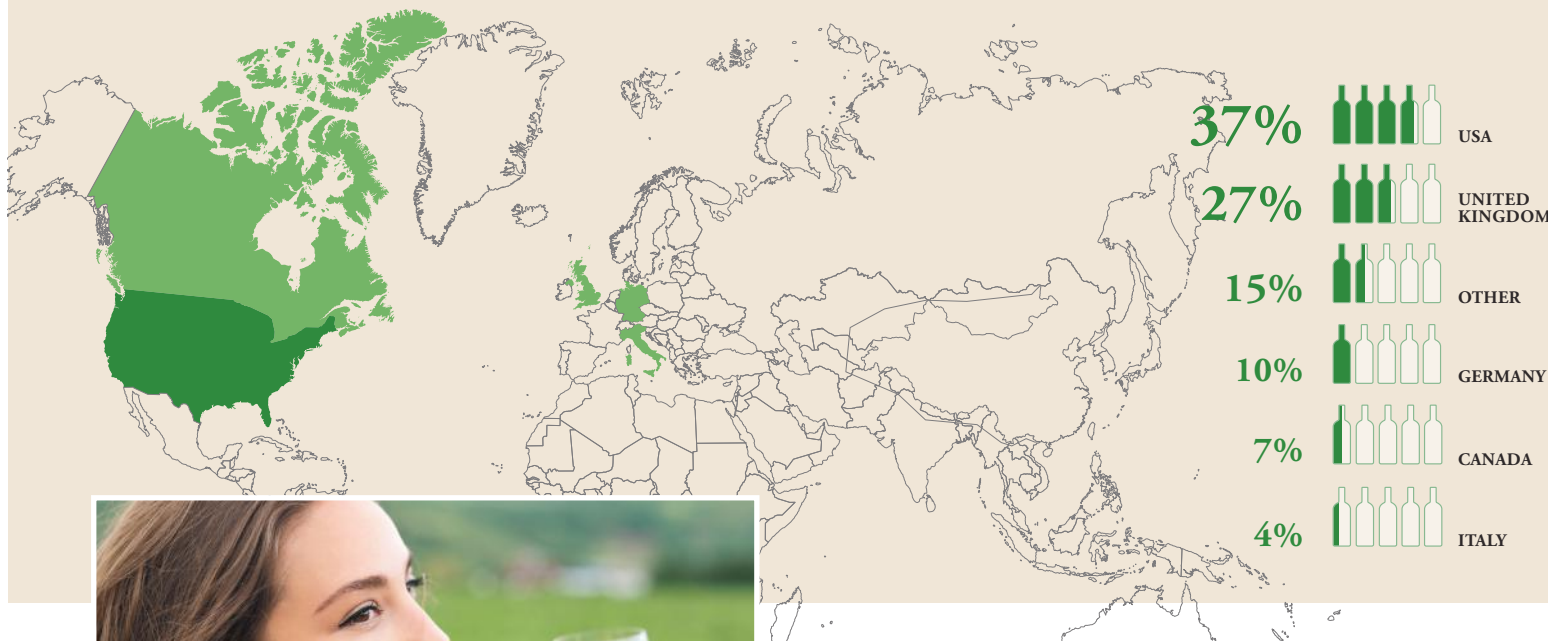 37% USA
27% UNITED
KINGDOM
15% OTHER
10% GERMANY
7% CANADA
4% ITALY